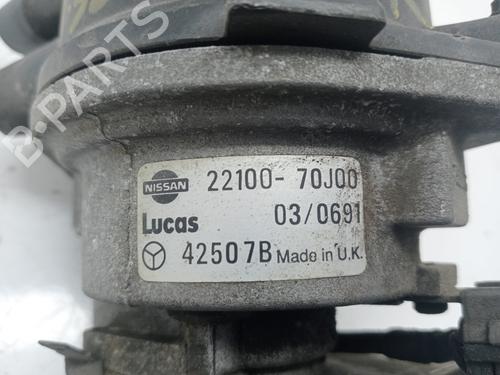 B-PARTS
NISSAN 22100- 70J00
Lucas 03/0691
42507B Made in U.K.